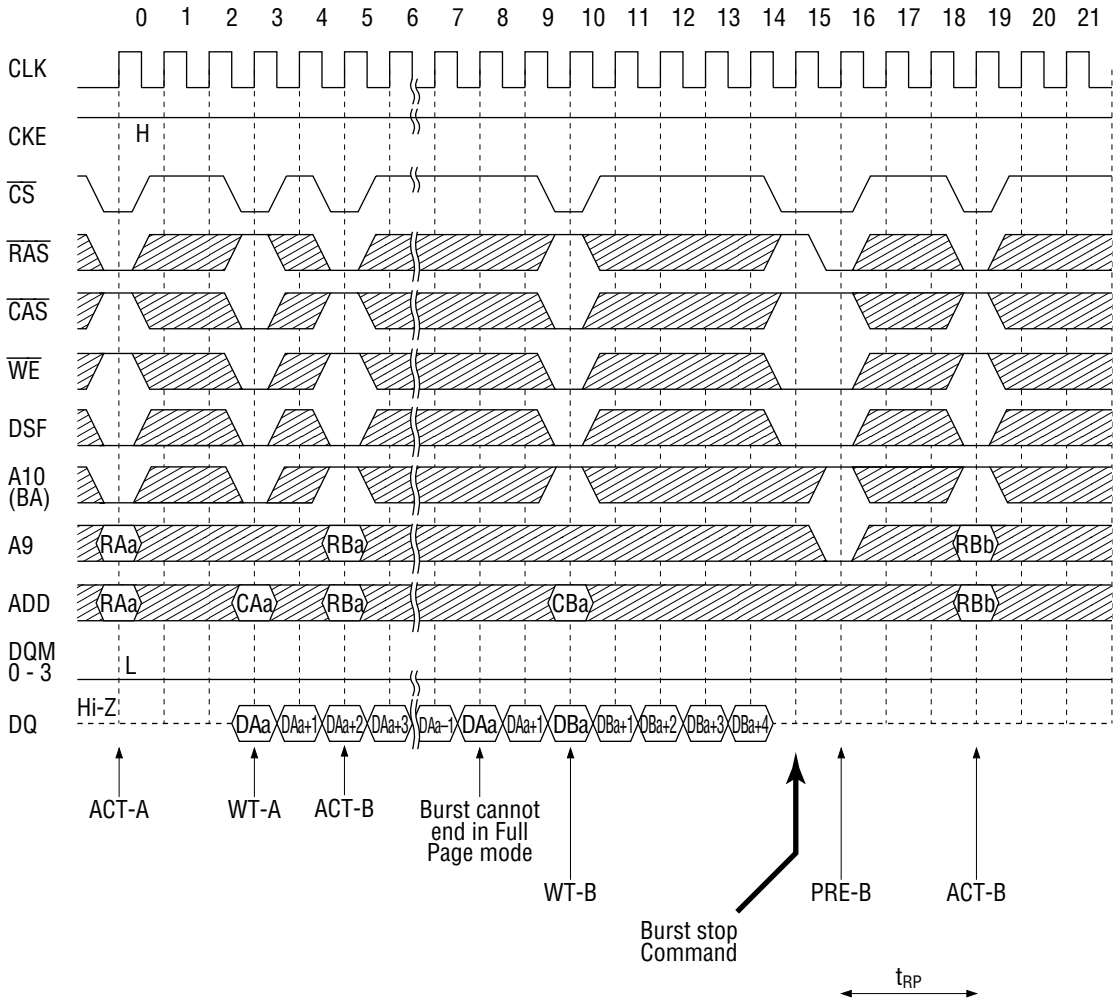 0 1 2 3 4 5 6 7 8 9 10 11 12 13 14 15 16 17 18 19 20 21
CLK
CKE
H
CS
RAS
CAS
WE
DSF
A10
(BA)
A9
RAa RBa RBb
ADD
RAa CAa RBa CBa RBb
DQM
0 - 3
L
Hi-Z
DQ
DAa DAa+1 DAa+2 DAa+3 DAa–1 DAa DAa+1 DBa DBa+1 DBa+2 DBa+3 DBa+4
ACT-A WT-A ACT-B
Burst cannot
end in Full
Page mode
WT-B PRE-B ACT-B
Burst stop
Command
tRP